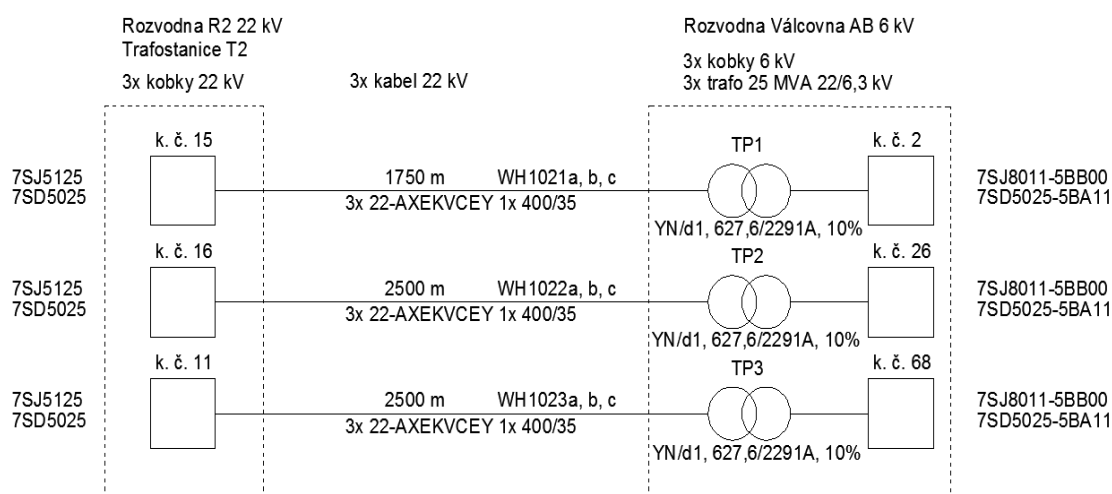 Rozvodna R2 22 kV
Trafostanice T2
3x kobky 22 kV
3x kabel 22 kV
Rozvodna Válcovna AB 6 kV
3x kobky 6 kV
3x trafo 25 MVA 22/6,3 kV
k. č. 15
TP1
k. č. 2
7SJ5125
7SD5025
1750 m WH1021a, b, c
3x 22-AXEKVCEY 1x 400/35
7SJ8011-5BB00
7SD5025-5BA11
YN/d1, 627,6/2291A, 10%
k. č. 16
TP2
k. č. 26
7SJ5125
7SD5025
2500 m WH1022a, b, c
3x 22-AXEKVCEY 1x 400/35
7SJ8011-5BB00
7SD5025-5BA11
YN/d1, 627,6/2291A, 10%
k. č. 11
TP3
k. č. 68
7SJ5125
7SD5025
2500 m WH1023a, b, c
3x 22-AXEKVCEY 1x 400/35
7SJ8011-5BB00
7SD5025-5BA11
YN/d1, 627,6/2291A, 10%